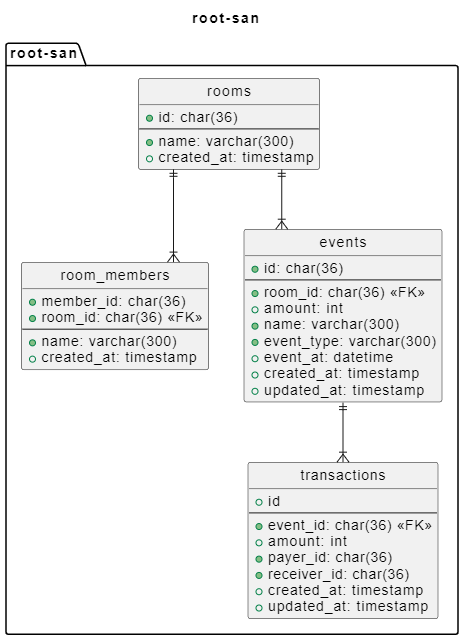 root-san
root-san
rooms
id: char(36)
name: varchar(300)
created_at: timestamp
room_members
member_id: char(36)
room_id: char(36) «FK»
name: varchar(300)
created_at: timestamp
events
id: char(36)
room_id: char(36) «FK»
amount: int
name: varchar(300)
event_type: varchar(300)
event_at: datetime
created_at: timestamp
updated_at: timestamp
transactions
id
event_id: char(36) «FK»
amount: int
payer_id: char(36)
receiver_id: char(36)
created_at: timestamp
updated_at: timestamp